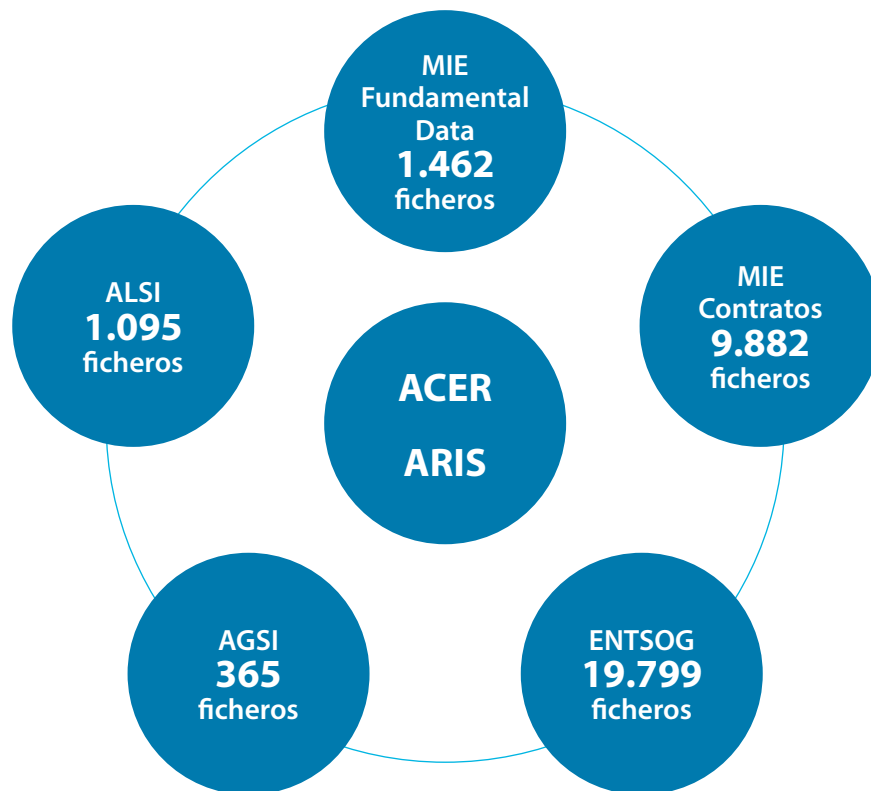 MIE
Fundamental
Data
1.462
ficheros
ALSI
1.095
ficheros
MIE
Contratos
9.882
ficheros
ACER
ARIS
AGSI
365
ficheros
ENTSOG
19.799
ficheros